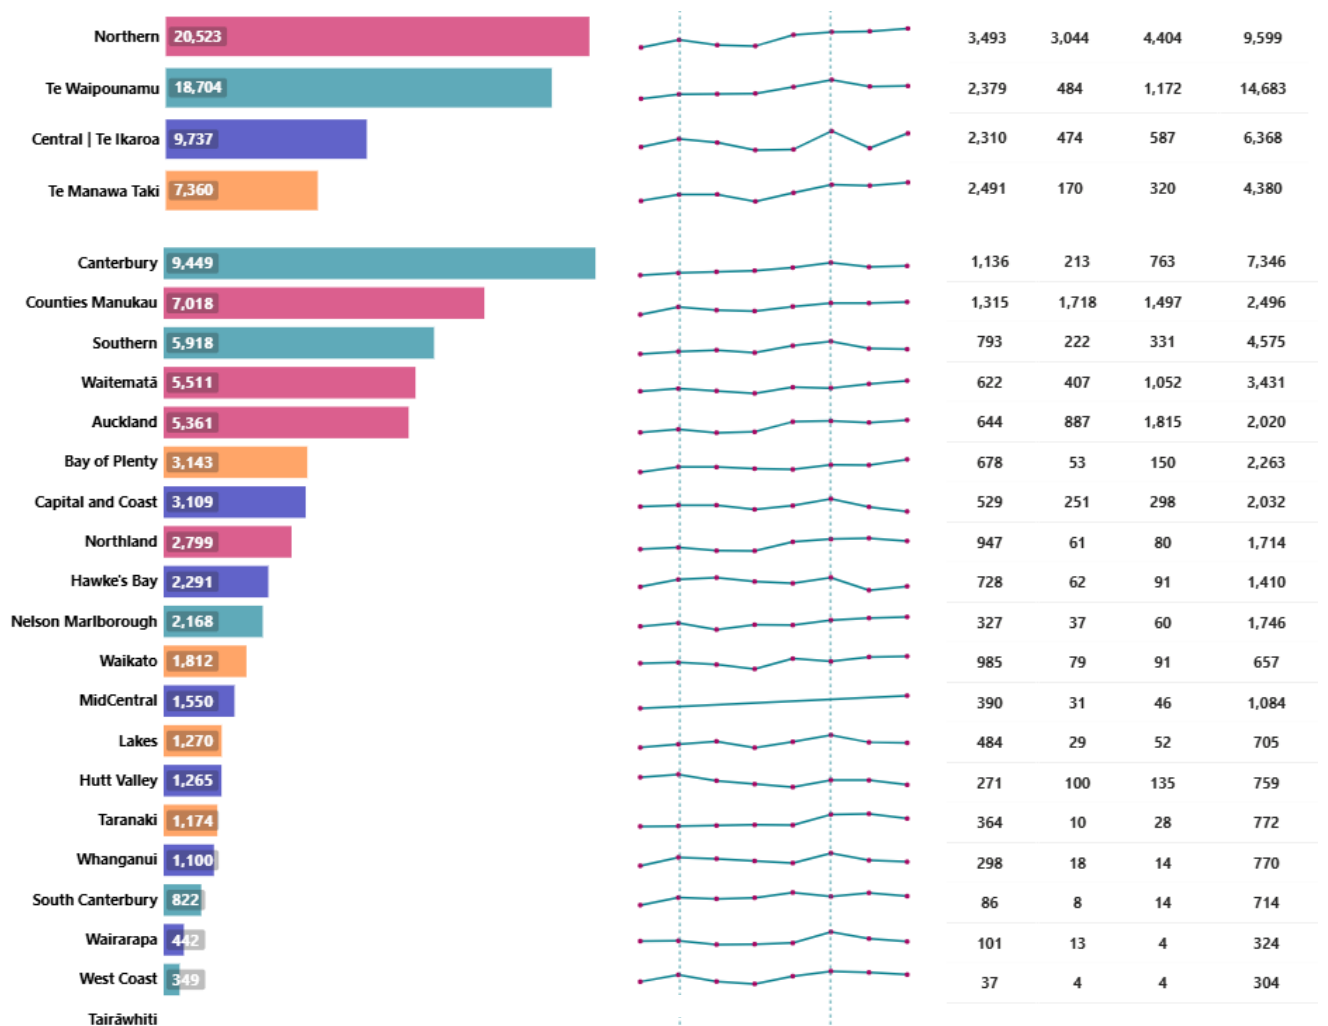 Northern 20,523 3,493 3,044 4,404 9,599
Te Waipounamu 18,704 2,379 484 1,172 14,683
Central | Te Ikaroa 9,737 2,310 474 587 6,368
Te Manawa Taki 7,360 2,491 170 320 4,380
Canterbury 9,449 1,136 213 763 7,346
Counties Manukau 7,018 1,315 1,718 1,497 2,496
Southern 5,918 793 222 331 4,575
Waitematā 5,511 622 407 1,052 3,431
Auckland 5,361 644 887 1,815 2,020
Bay of Plenty 3,143 678 53 150 2,263
Capital and Coast 3,109 529 251 298 2,032
Northland 2,799 947 61 80 1,714
Hawke's Bay 2,291 728 62 91 1,410
Nelson Marlborough 2,168 327 37 60 1,746
Waikato 1,812 985 79 91 657
MidCentral 1,550 390 31 46 1,084
Lakes 1,270 484 29 52 705
Hutt Valley 1,265 271 100 135 759
Taranaki 1,174 364 10 28 772
Whanganui 1,100 298 18 14 770
South Canterbury 822 86 8 14 714
Wairarapa 442 101 13 4 324
West Coast 349 37 4 4 304
Tairāwhiti